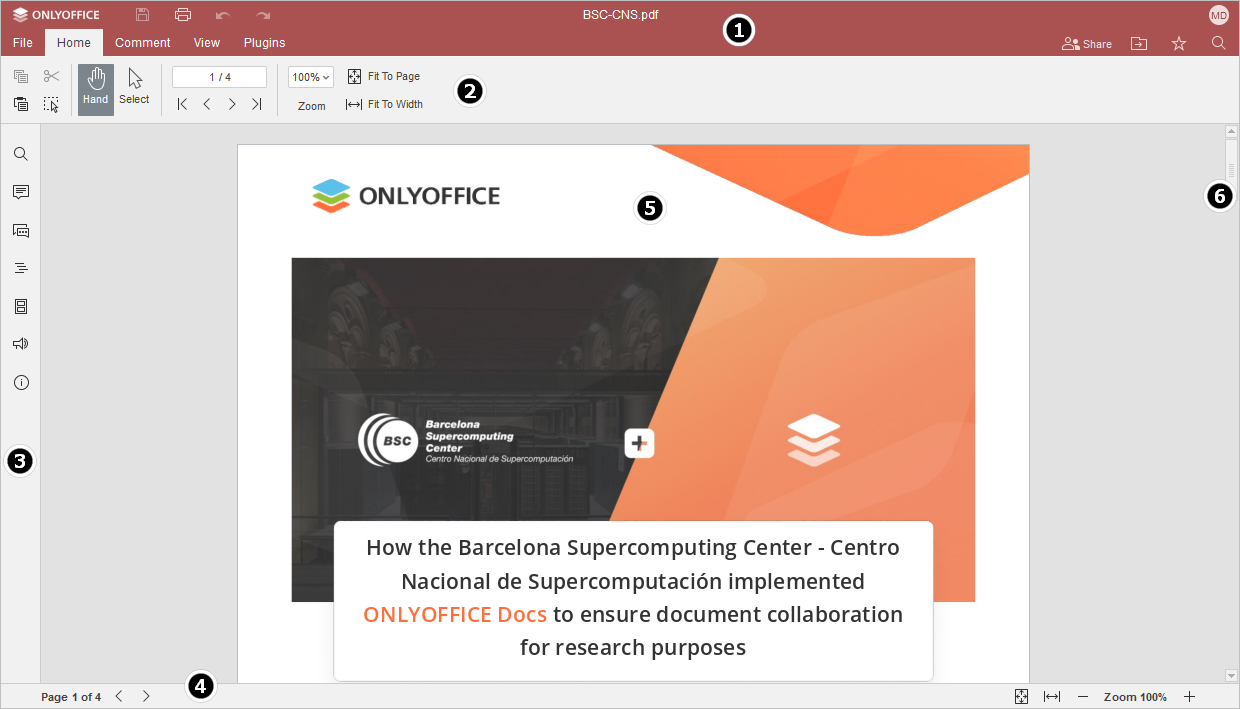 ONLYOFFICE
BSC-CNS.pdf
MD
1
File Home Comment View Plugins
Share
Hand
Select
1 / 4
100%
Zoom
Fit To Page
Fit To Width
2
ONLYOFFICE
5
6
BSC
Barcelona
Supercomputing
Center
Centro Nacional de Supercomputación
3
How the Barcelona Supercomputing Center - Centro
Nacional de Supercomputación implemented
ONLYOFFICE Docs to ensure document collaboration
for research purposes
Page 1 of 4
4
Zoom 100%